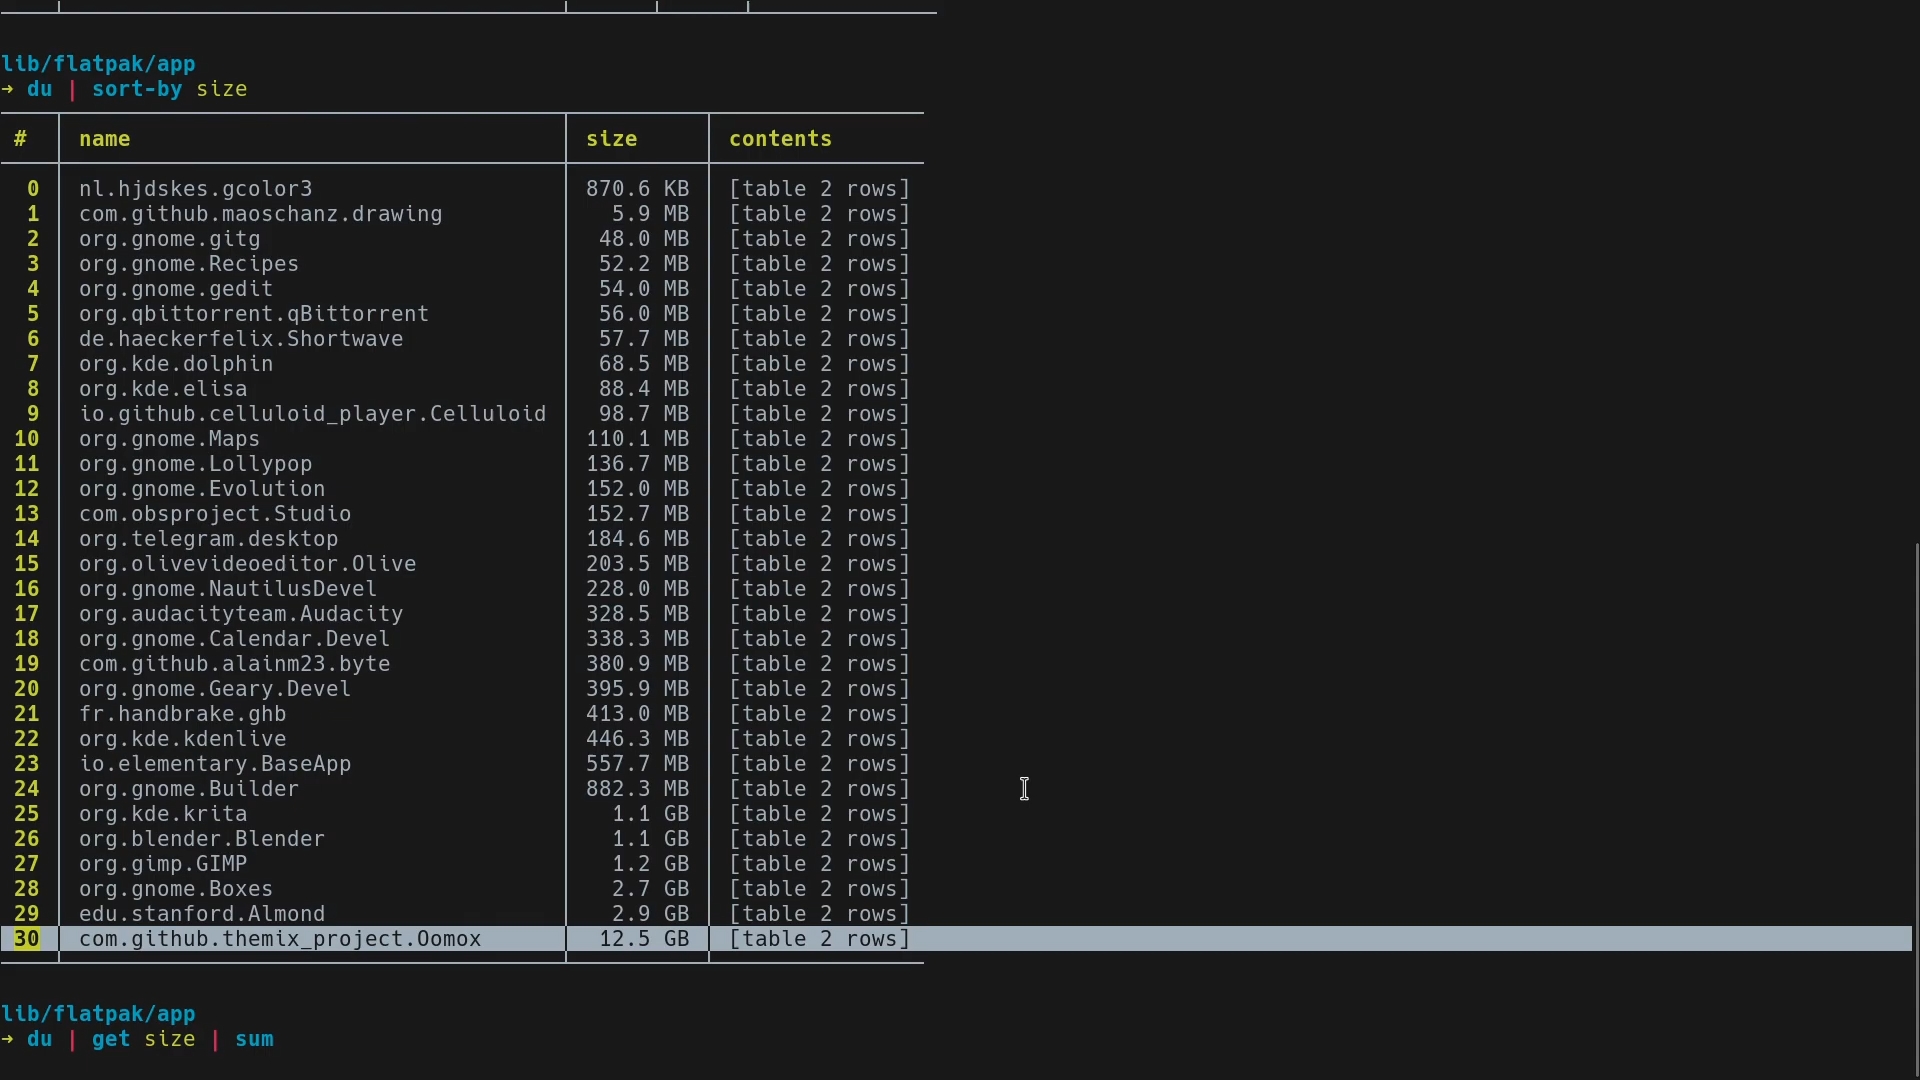 lib/flatpak/app
➜ du | sort-by size
# name size contents
0 nl.hjdskes.gcolor3 870.6 KB [table 2 rows]
1 com.github.maoschanz.drawing 5.9 MB [table 2 rows]
2 org.gnome.gitg 48.0 MB [table 2 rows]
3 org.gnome.Recipes 52.2 MB [table 2 rows]
4 org.gnome.gedit 54.0 MB [table 2 rows]
5 org.qbittorrent.qBittorrent 56.0 MB [table 2 rows]
6 de.haeckerfelix.Shortwave 57.7 MB [table 2 rows]
7 org.kde.dolphin 68.5 MB [table 2 rows]
8 org.kde.elisa 88.4 MB [table 2 rows]
9 io.github.celluloid_player.Celluloid 98.7 MB [table 2 rows]
10 org.gnome.Maps 110.1 MB [table 2 rows]
11 org.gnome.Lollypop 136.7 MB [table 2 rows]
12 org.gnome.Evolution 152.0 MB [table 2 rows]
13 com.obsproject.Studio 152.7 MB [table 2 rows]
14 org.telegram.desktop 184.6 MB [table 2 rows]
15 org.olivevideoeditor.Olive 203.5 MB [table 2 rows]
16 org.gnome.NautilusDevel 228.0 MB [table 2 rows]
17 org.audacityteam.Audacity 328.5 MB [table 2 rows]
18 org.gnome.Calendar.Devel 338.3 MB [table 2 rows]
19 com.github.alainm23.byte 380.9 MB [table 2 rows]
20 org.gnome.Geary.Devel 395.9 MB [table 2 rows]
21 fr.handbrake.ghb 413.0 MB [table 2 rows]
22 org.kde.kdenlive 446.3 MB [table 2 rows]
23 io.elementary.BaseApp 557.7 MB [table 2 rows]
24 org.gnome.Builder 882.3 MB [table 2 rows]
25 org.kde.krita 1.1 GB [table 2 rows]
26 org.blender.Blender 1.1 GB [table 2 rows]
27 org.gimp.GIMP 1.2 GB [table 2 rows]
28 org.gnome.Boxes 2.7 GB [table 2 rows]
29 edu.stanford.Almond 2.9 GB [table 2 rows]
30 com.github.themix_project.Oomox 12.5 GB [table 2 rows]
lib/flatpak/app
➜ du | get size | sum